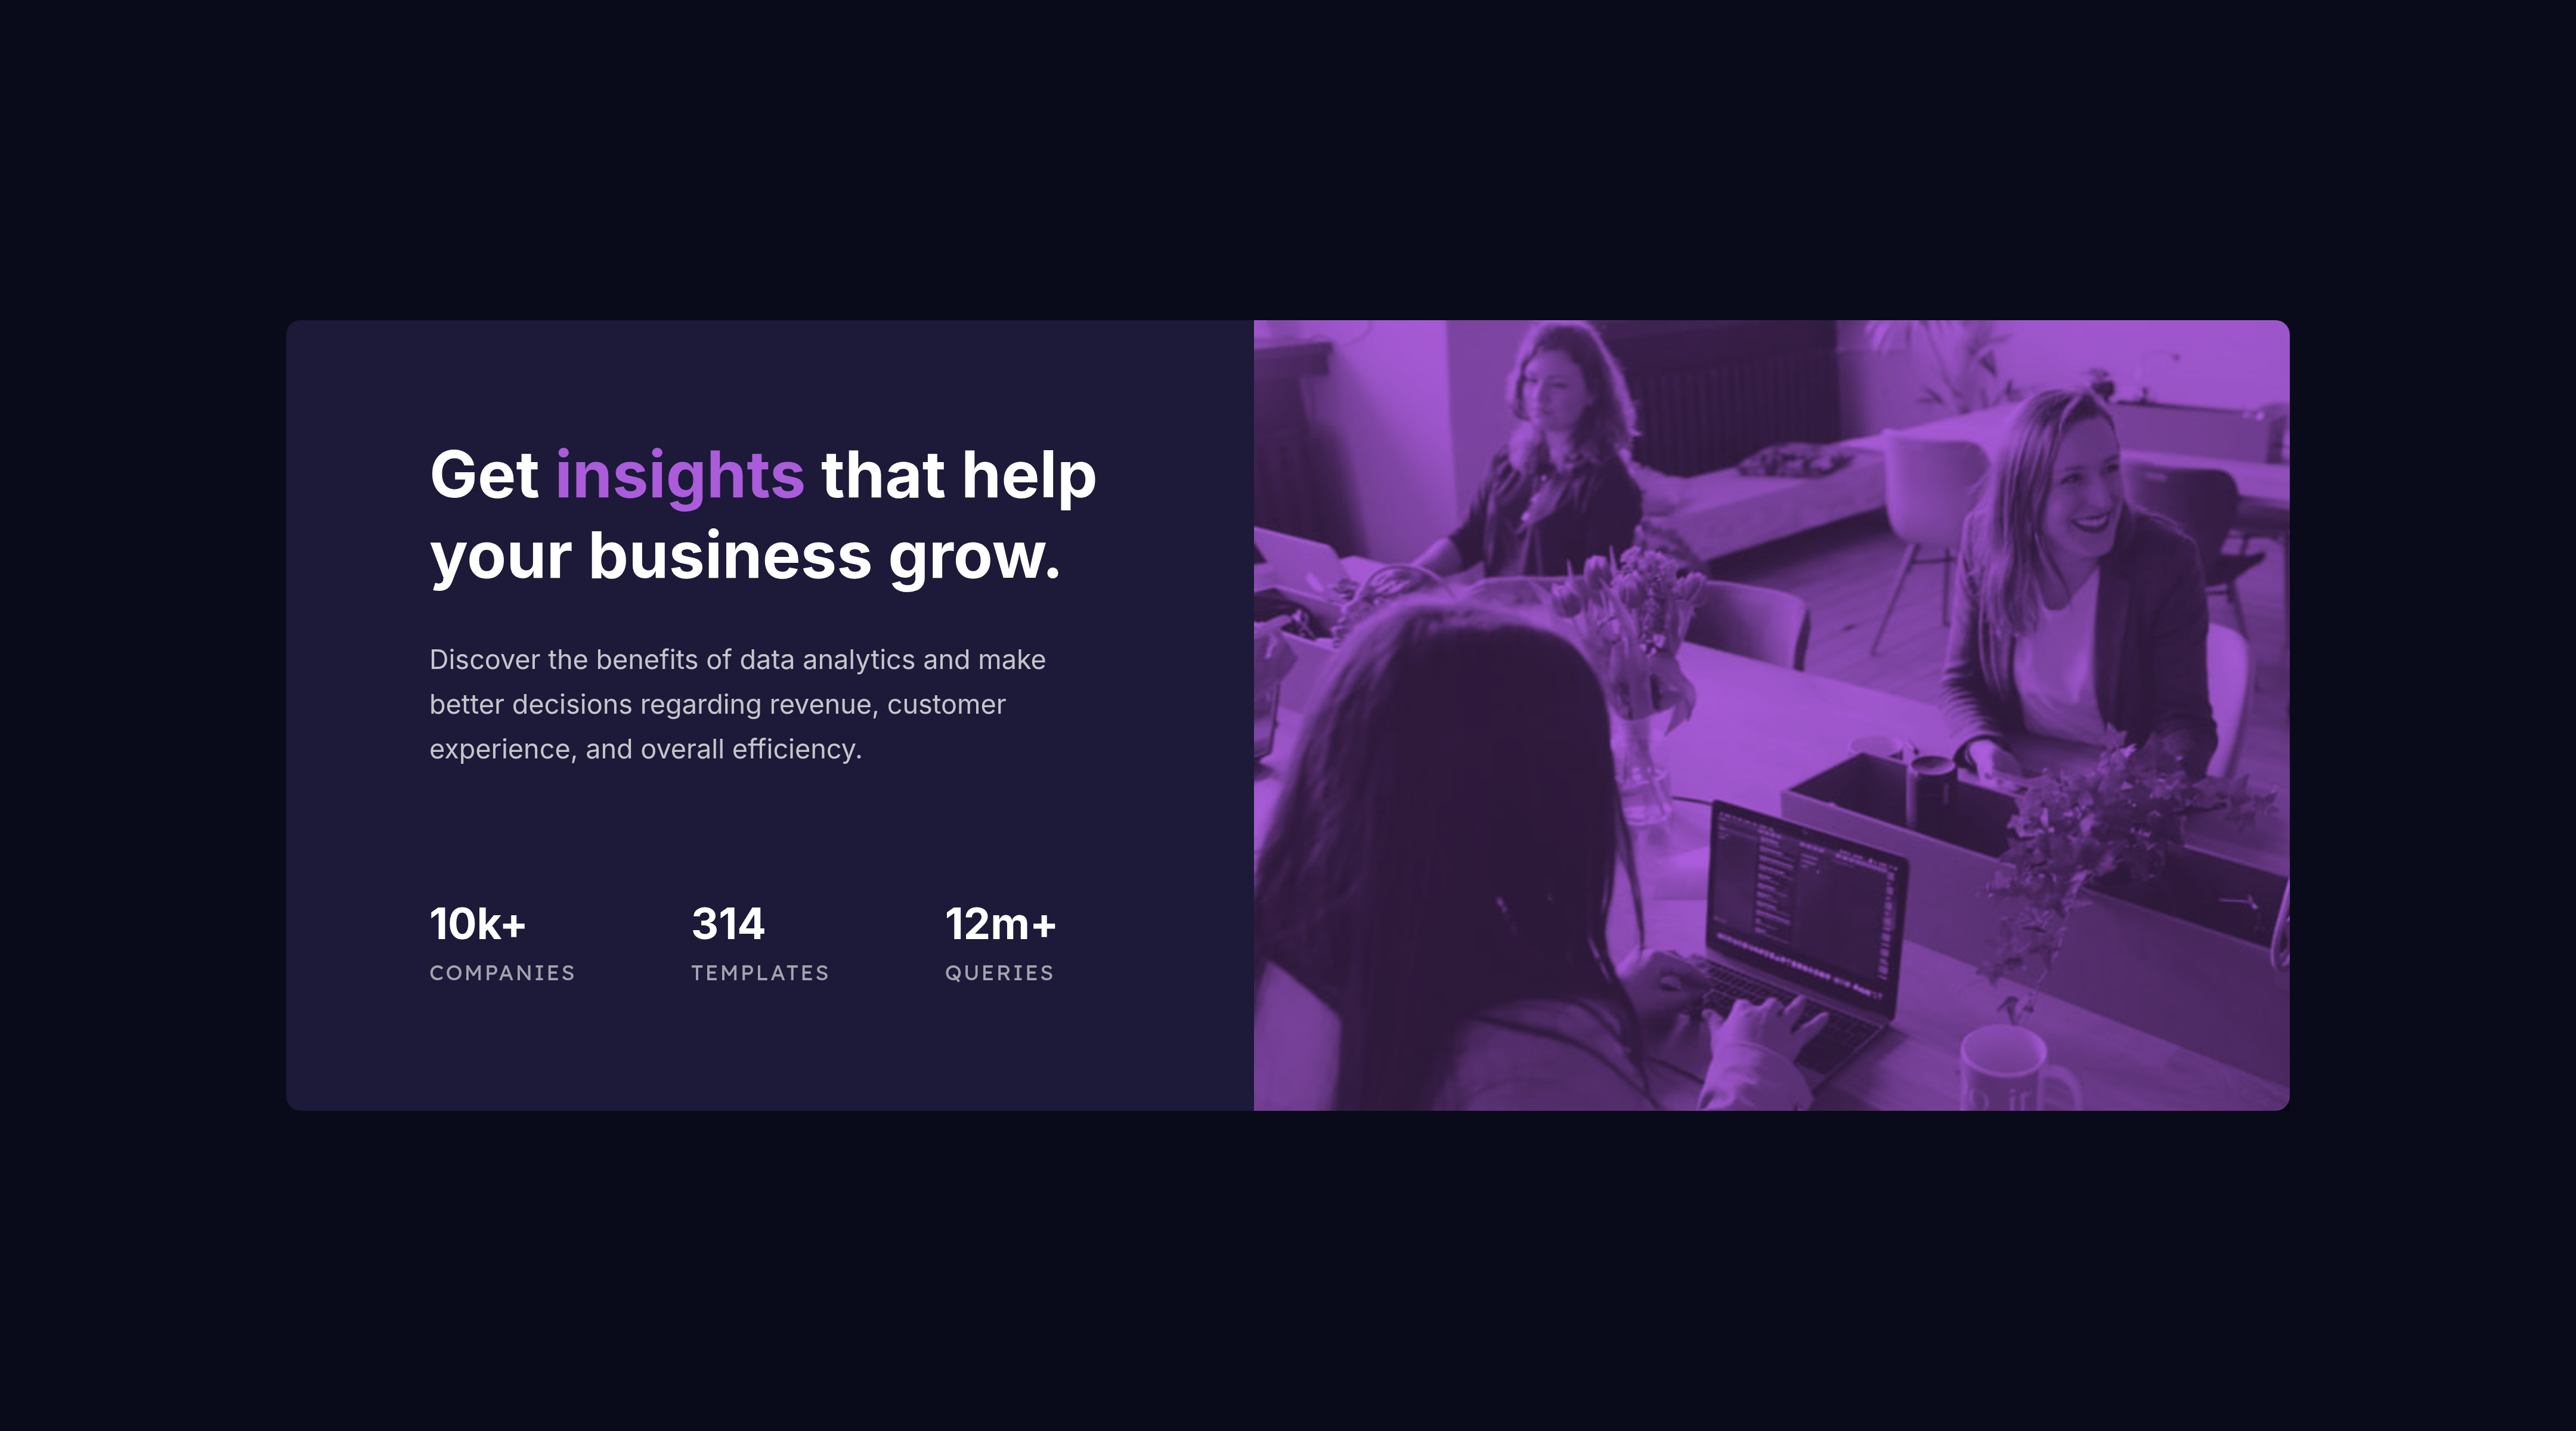 Get insights that help
your business grow.
Discover the benefits of data analytics and make
better decisions regarding revenue, customer
experience, and overall efficiency.
10k+
COMPANIES
314
TEMPLATES
12m+
QUERIES